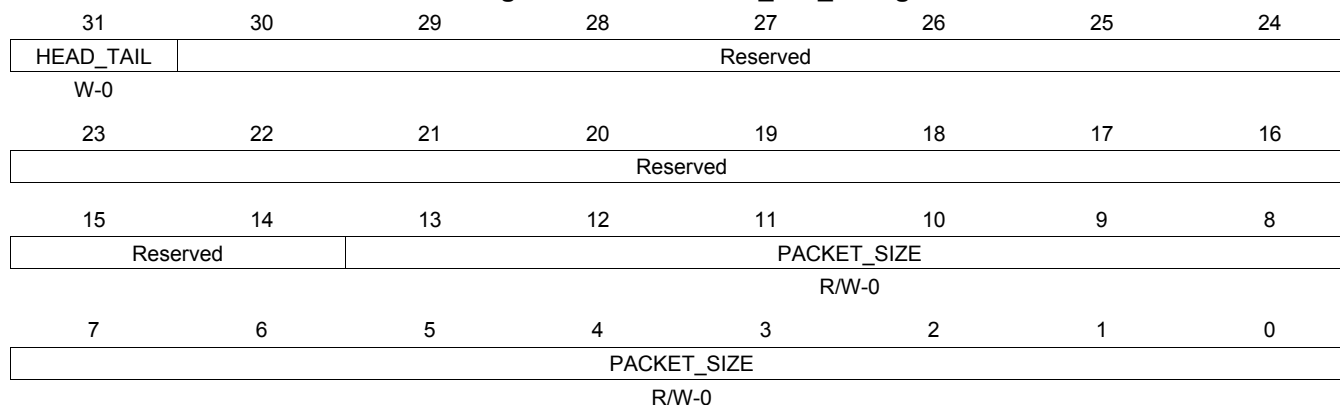 31 30 29 28 27 26 25 24
HEAD_TAIL Reserved
W-0
23 22 21 20 19 18 17 16
Reserved
15 14 13 12 11 10 9 8
Reserved PACKET_SIZE
R/W-0
7 6 5 4 3 2 1 0
PACKET_SIZE
R/W-0